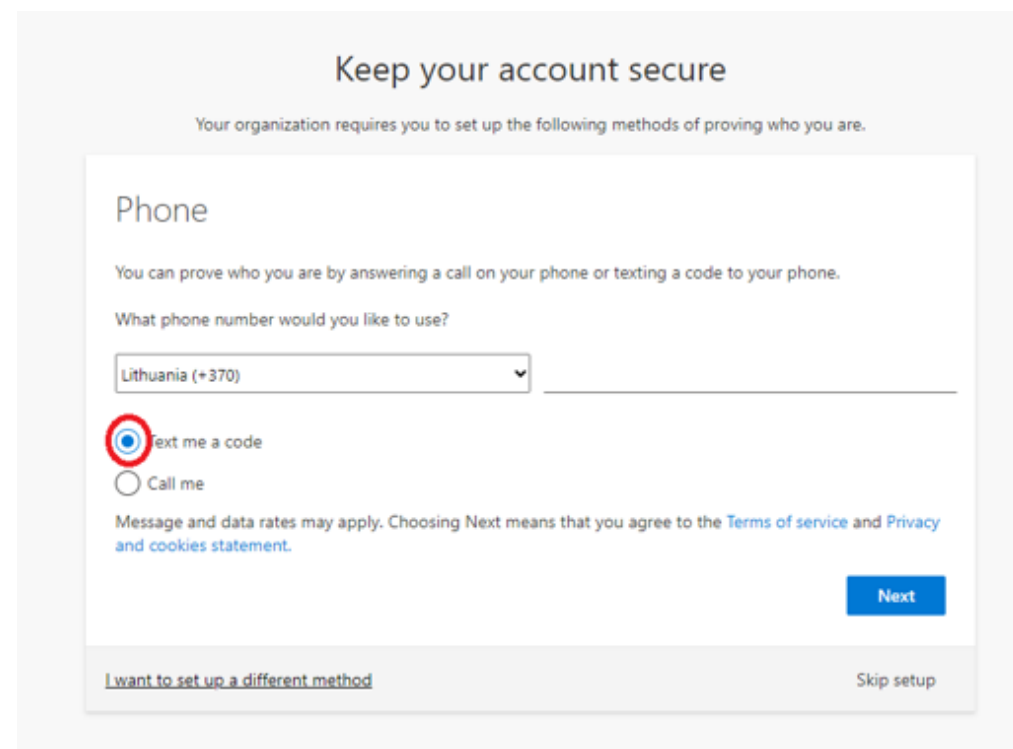 Keep your account secure
Your organization requires you to set up the following methods of proving who you are.
Phone
You can prove who you are by answering a call on your phone or texting a code to your phone.
What phone number would you like to use?
Lithuania (+370)
Text me a code
Call me
Message and data rates may apply. Choosing Next means that you agree to the Terms of service and Privacy
and cookies statement.
Next
I want to set up a different method
Skip setup